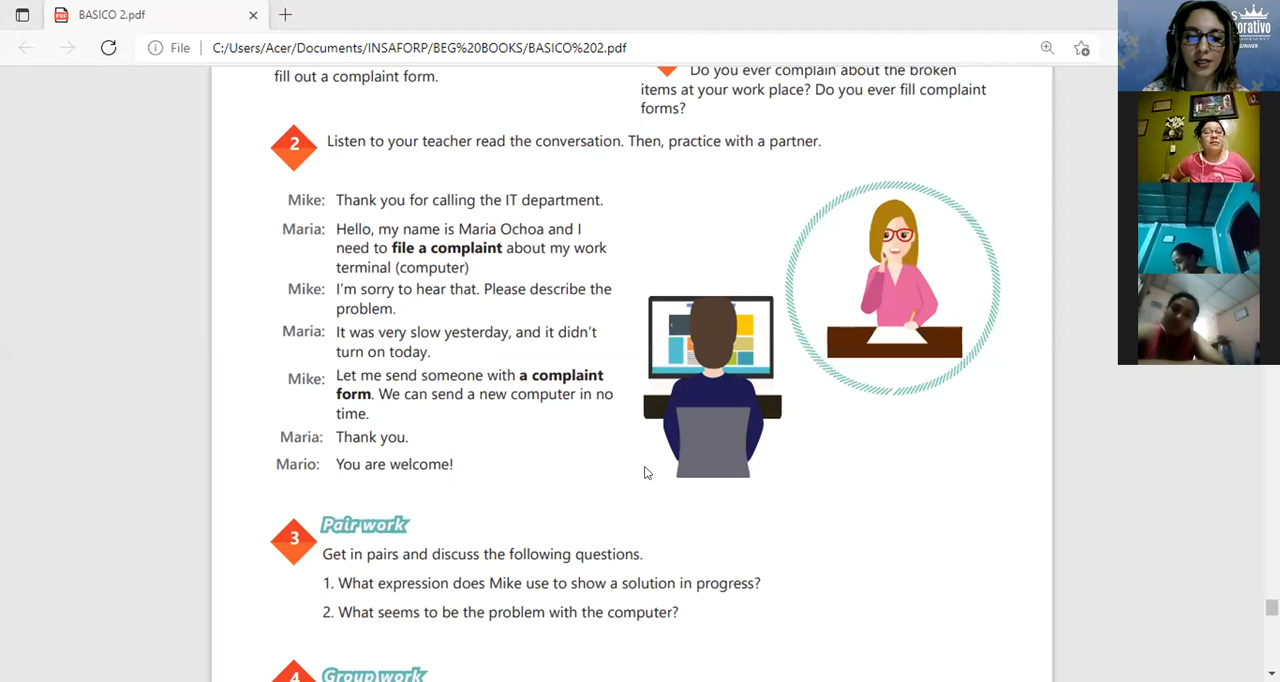 BASICO 2.pdf
File
C:/Users/Acer/Documents/INSAFORP/BEG%20BOOKS/BASICO%202.pdf
fill out a complaint form.
Do you ever complain about the broken
items at your work place? Do you ever fill complaint
forms?
2 Listen to your teacher read the conversation. Then, practice with a partner.
Mike: Thank you for calling the IT department.
Maria: Hello, my name is Maria Ochoa and I
need to file a complaint about my work
terminal (computer)
Mike: I'm sorry to hear that. Please describe the
problem.
Maria: It was very slow yesterday, and it didn't
turn on today.
Mike: Let me send someone with a complaint
form. We can send a new computer in no
time.
Maria: Thank you.
Mario: You are welcome!
3 Pair work
Get in pairs and discuss the following questions.
1. What expression does Mike use to show a solution in progress?
2. What seems to be the problem with the computer?
4 Group work